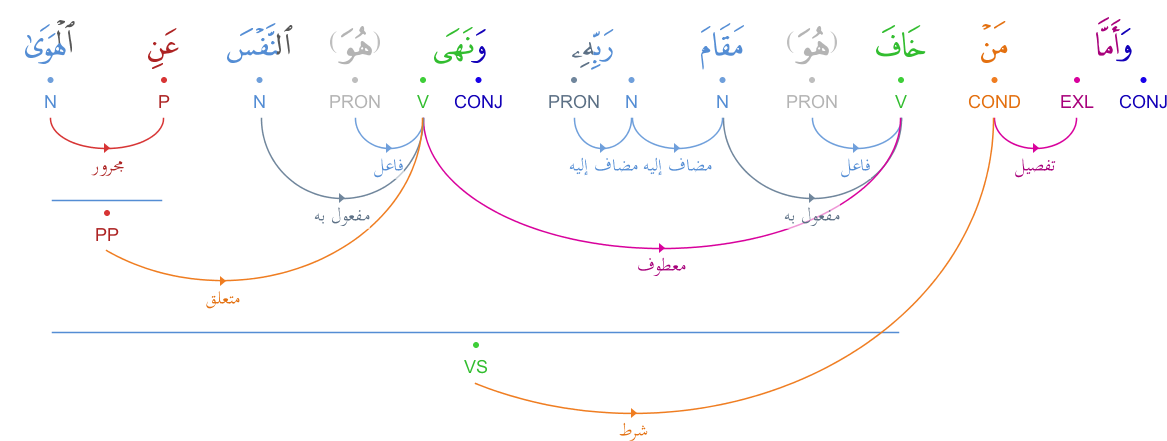 وَأَمَّا مَنْ خَافَ (هُوَ) مَقَامَ رَبِّهِۦ وَنَهَى (هُوَ) ٱلنَّفْسَ عَنِ ٱلْهَوَىٰ
CONJ EXL COND V PRON N N PRON CONJ V PRON N P N
تفصيل فاعل مضاف إليه مضاف إليه فاعل مجرور
مفعول به مفعول به
PP
معطوف
متعلق
VS
شرط